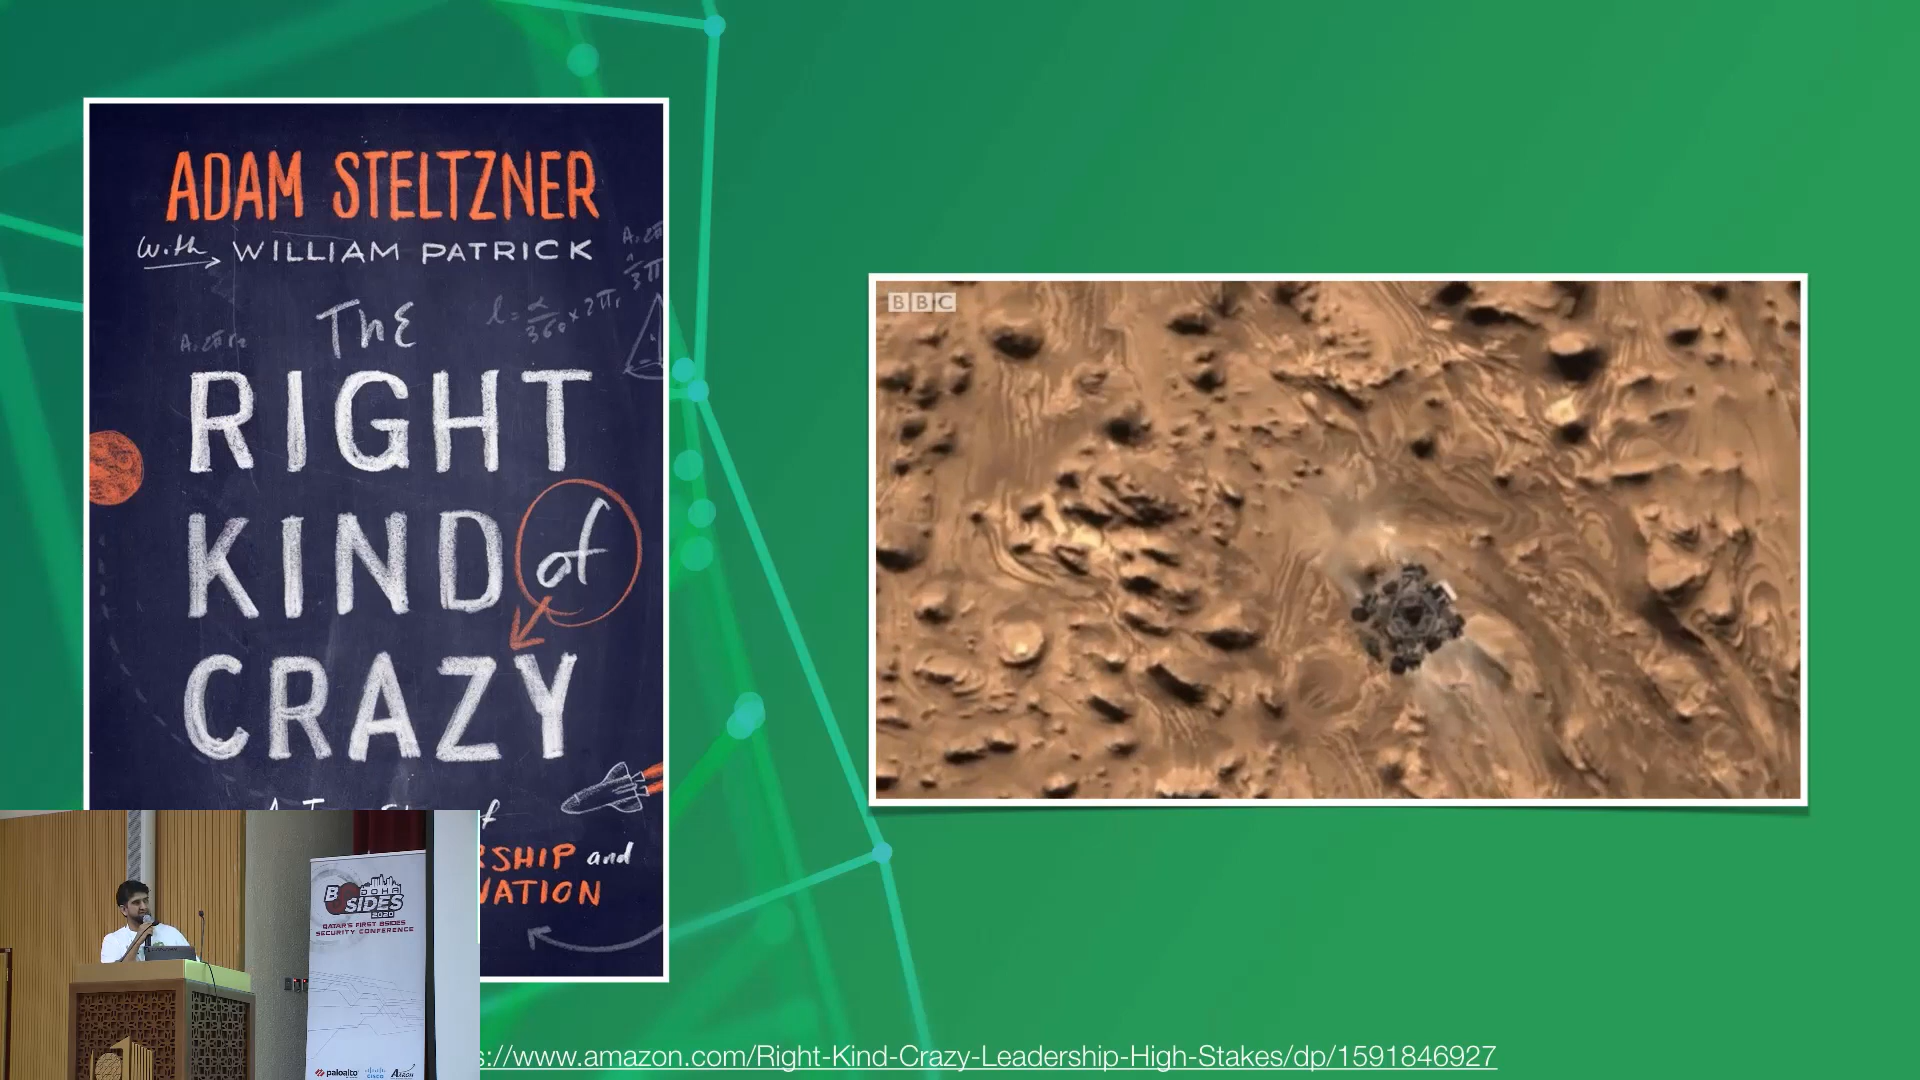 ADAM STELTZNER
with WILLIAM PATRICK
The
RIGHT
KIND of
CRAZY
RSHIP and
VATION
BBC
BSIDES
DOHA
2020
QATAR'S FIRST BSIDES
SECURITY CONFERENCE
paloalto
CISCO
s://www.amazon.com/Right-Kind-Crazy-Leadership-High-Stakes/dp/1591846927